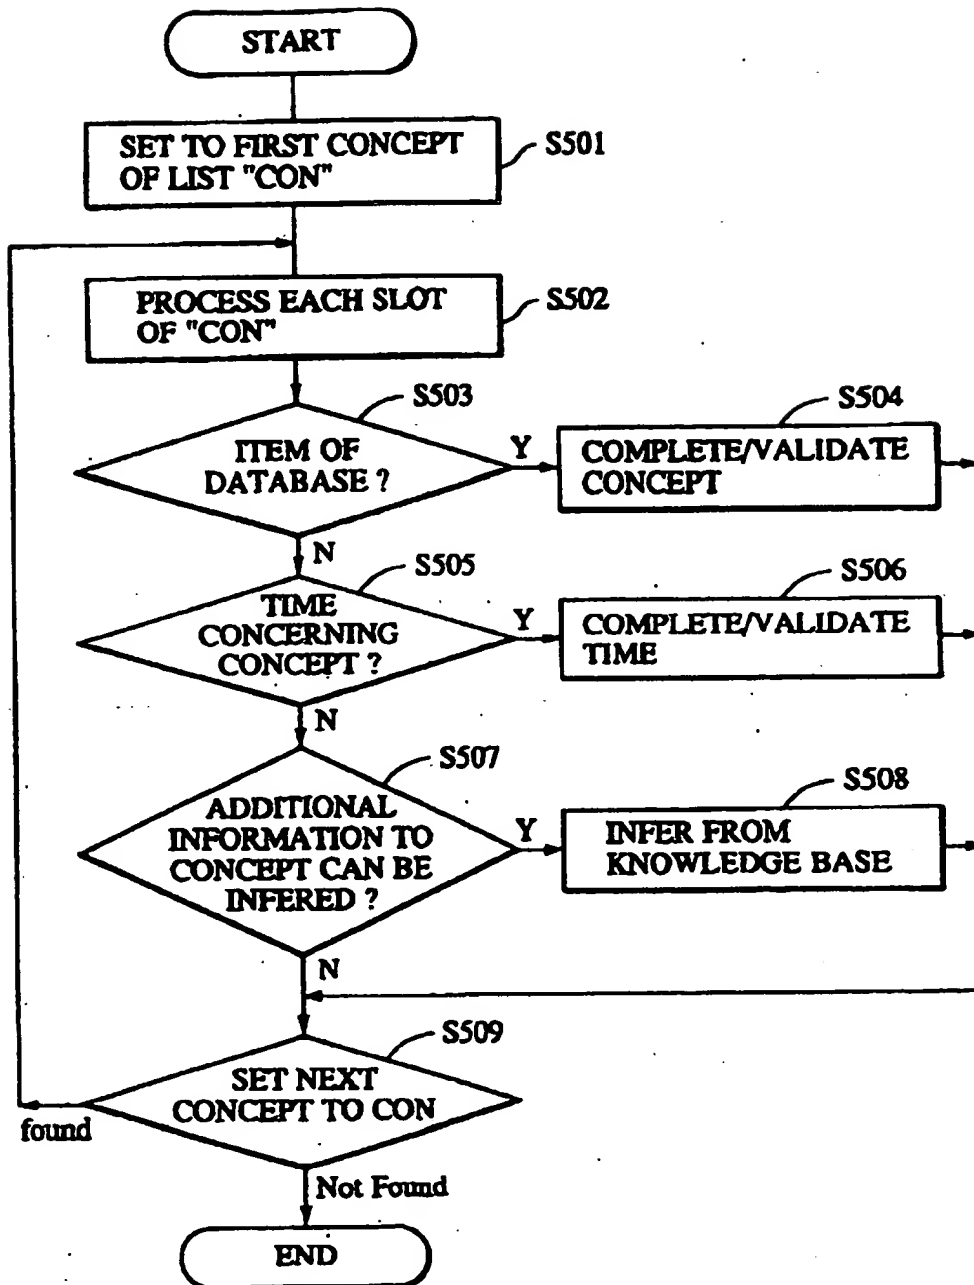 START
SET TO FIRST CONCEPT
OF LIST "CON"
S501
PROCESS EACH SLOT
OF "CON"
S502
S503
ITEM OF
DATABASE ?
Y
S504
COMPLETE/VALIDATE
CONCEPT
N
S505
TIME
CONCERNING
CONCEPT ?
Y
S506
COMPLETE/VALIDATE
TIME
N
S507
ADDITIONAL
INFORMATION TO
CONCEPT CAN BE
INFERED ?
Y
S508
INFER FROM
KNOWLEDGE BASE
N
S509
SET NEXT
CONCEPT TO CON
found
Not Found
END